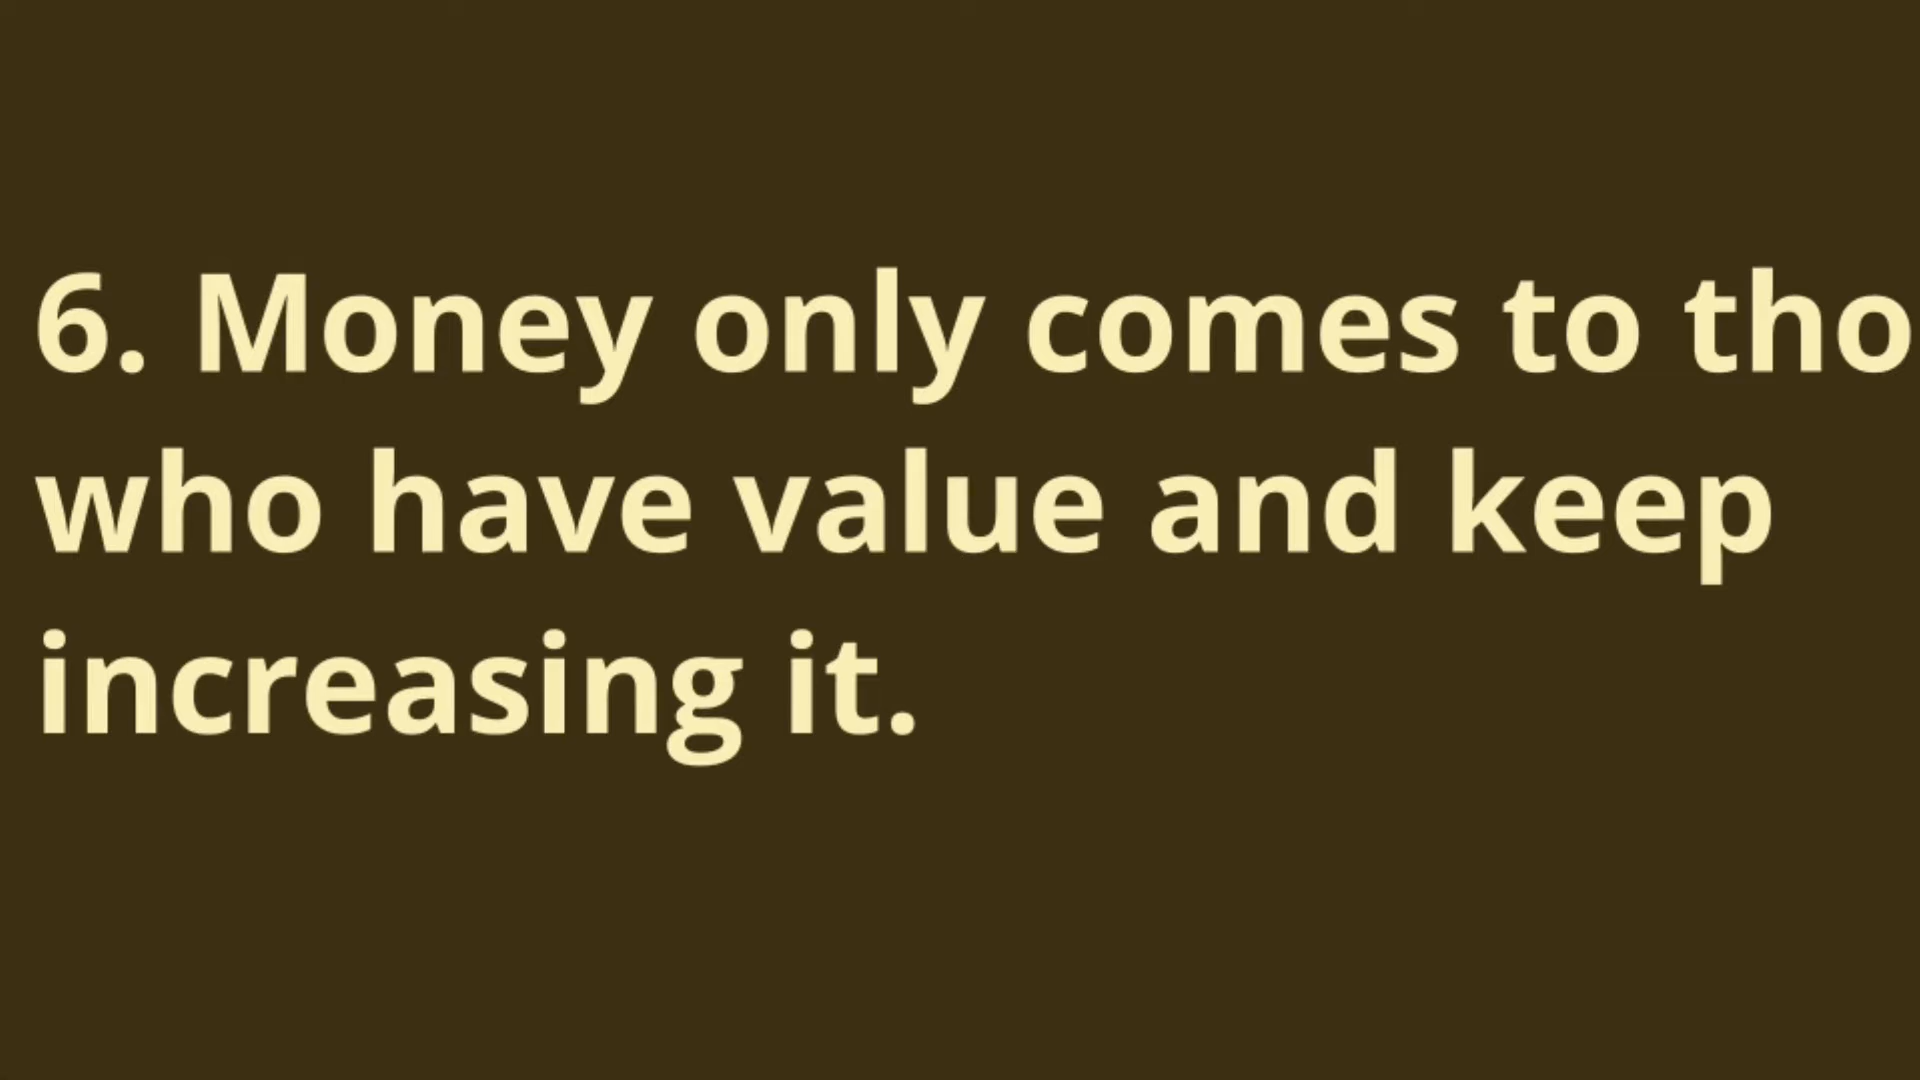 6. Money only comes to tho
who have value and keep
increasing it.